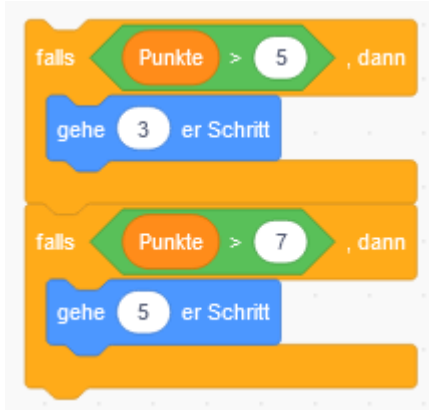 falls Punkte > 5 , dann
gehe 3 er Schritt
falls Punkte > 7 , dann
gehe 5 er Schritt